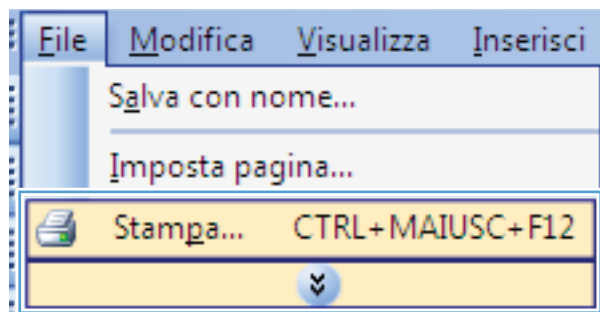 File Modifica Visualizza Inserisci
Salva con nome...
Imposta pagina...
Stampa... CTRL+MAIUSC+F12